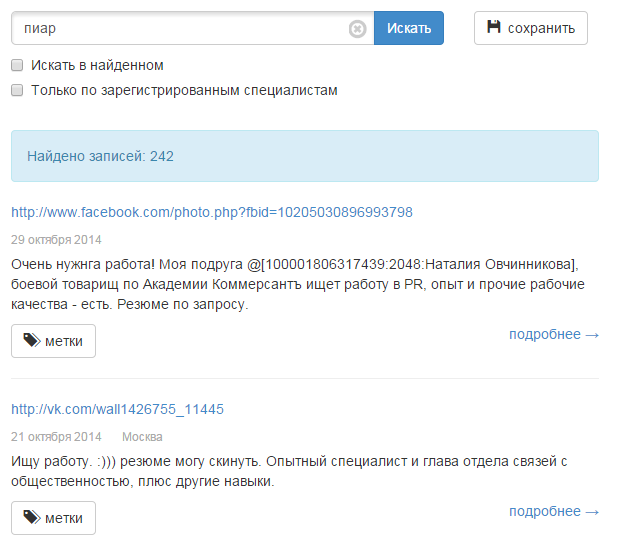 пиар
Искать
сохранить
Искать в найденном
Только по зарегистрированным специалистам
Найдено записей: 242
http://www.facebook.com/photo.php?fbid=10205030896993798
29 октября 2014
Очень нужнга работа! Моя подруга @[100001806317439:2048:Наталия Овчинникова],
боевой товарищ по Академии Коммерсантъ ищет работу в PR, опыт и прочие рабочие
качества - есть. Резюме по запросу.
метки
подробнее →
http://vk.com/wall1426755_11445
21 октября 2014 Москва
Ищу работу. :))) резюме могу скинуть. Опытный специалист и глава отдела связей с
общественностью, плюс другие навыки.
метки
подробнее →